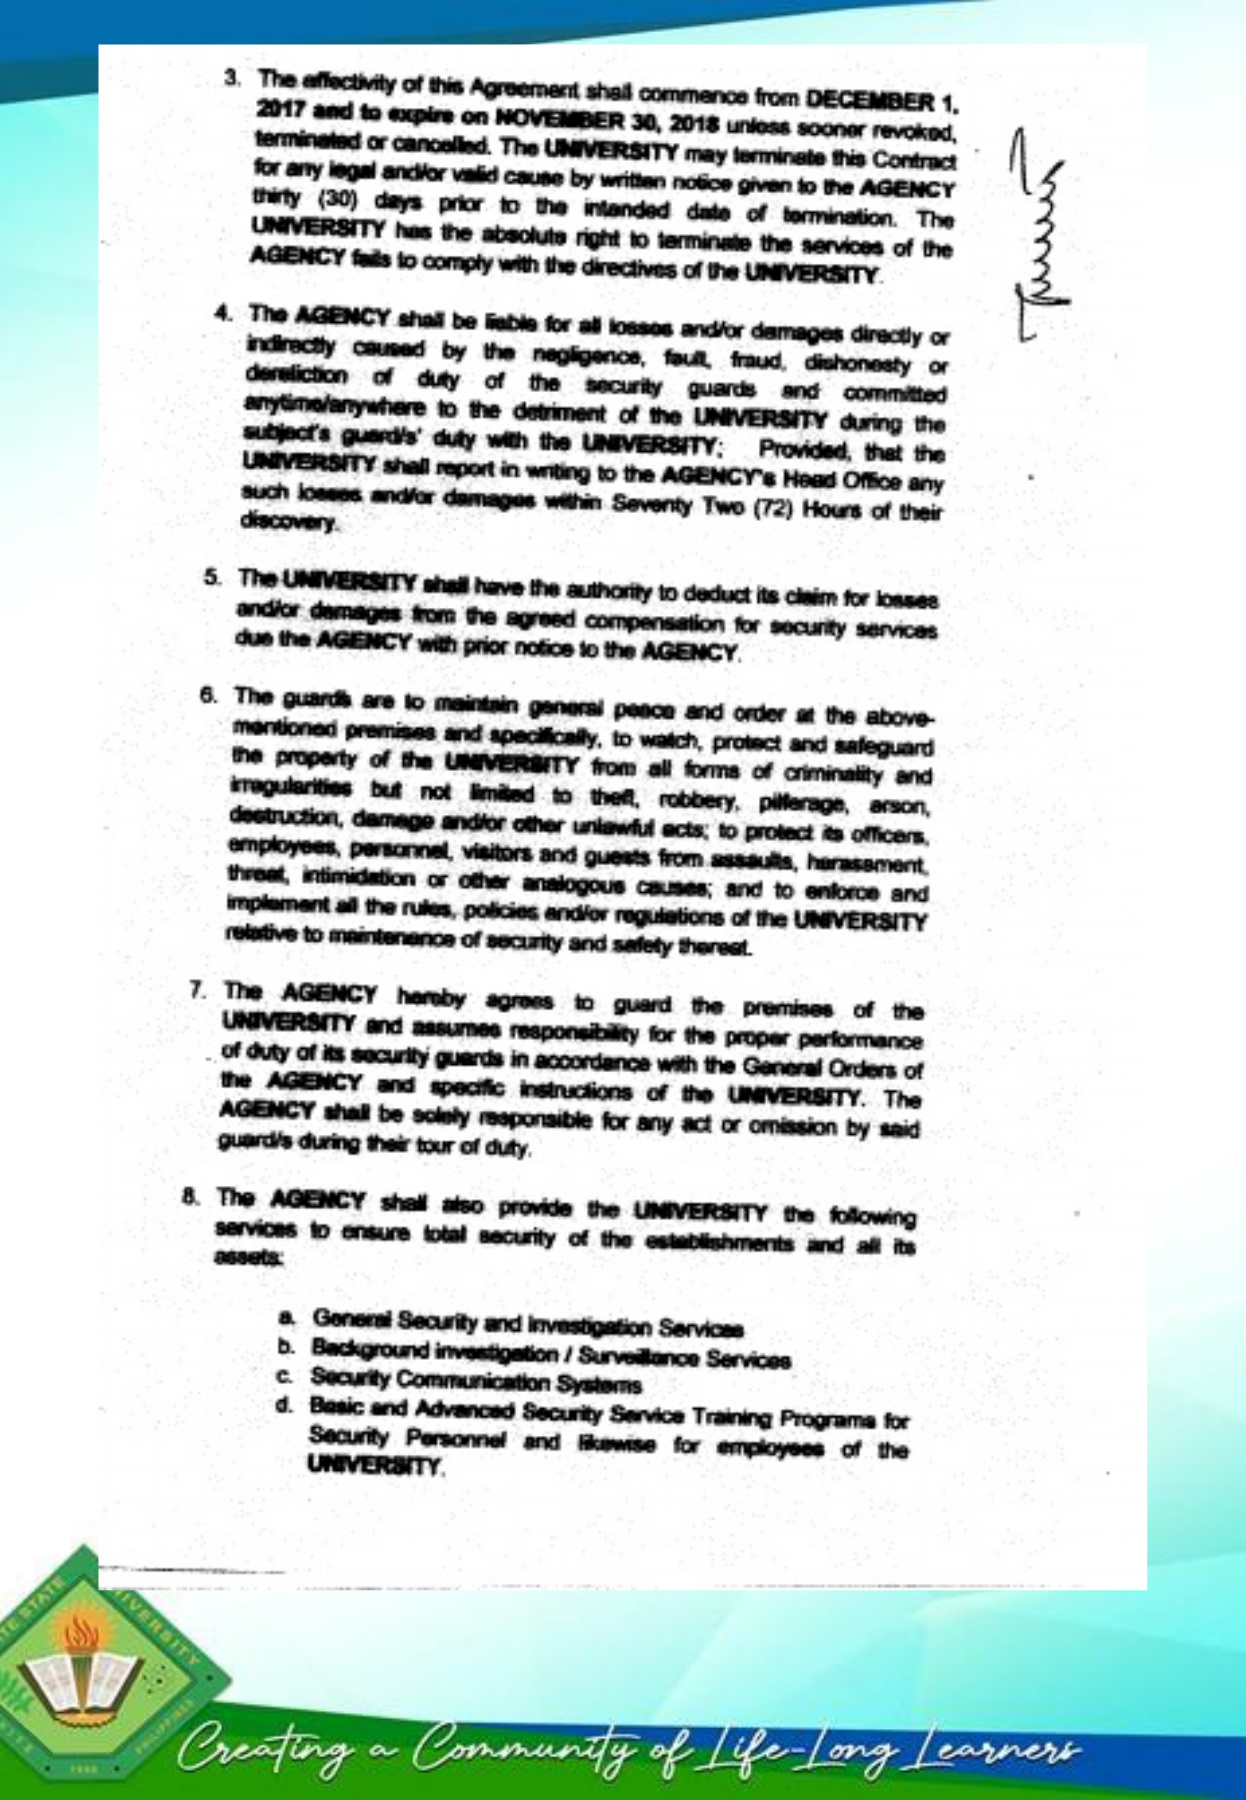 3. The effectivity of this Agreement shall commence from DECEMBER 1,
2017 and to expire on NOVEMBER 30, 2018 unless sooner revoked,
terminated or cancelled. The UNIVERSITY may terminate this Contract
for any legal and/or valid cause by written notice given to the AGENCY
thirty (30) days prior to the intended date of termination. The
UNIVERSITY has the absolute right to terminate the services of the
AGENCY fails to comply with the directives of the UNIVERSITY.
4. The AGENCY shall be liable for all losses and/or damages directly or
indirectly caused by the negligence, fault, fraud, dishonesty or
dereliction of duty of the security guards and committed
anytime/anywhere to the detriment of the UNIVERSITY during the
subject's guard/s' duty with the UNIVERSITY; Provided, that the
UNIVERSITY shall report in writing to the AGENCY's Head Office any
such losses and/or damages within Seventy Two (72) Hours of their
discovery.
5. The UNIVERSITY shall have the authority to deduct its claim for losses
and/or damages from the agreed compensation for security services
due the AGENCY with prior notice to the AGENCY.
6. The guards are to maintain general peace and order at the above-
mentioned premises and specifically, to watch, protect and safeguard
the property of the UNIVERSITY from all forms of criminality and
irregularities but not limited to theft, robbery, pilferage, arson,
destruction, damage and/or other unlawful acts; to protect its officers,
employees, personnel, visitors and guests from assaults, harassment,
threat, intimidation or other analogous causes; and to enforce and
implement all the rules, policies and/or regulations of the UNIVERSITY
relative to maintenance of security and safety thereat.
7. The AGENCY hereby agrees to guard the premises of the
UNIVERSITY and assumes responsibility for the proper performance
of duty of its security guards in accordance with the General Orders of
the AGENCY and specific instructions of the UNIVERSITY. The
AGENCY shall be solely responsible for any act or omission by said
guard/s during their tour of duty.
8. The AGENCY shall also provide the UNIVERSITY the following
services to ensure total security of the establishments and all its
assets:
a. General Security and Investigation Services
b. Background investigation / Surveillance Services
c. Security Communication Systems
d. Basic and Advanced Security Service Training Programs for
Security Personnel and likewise for employees of the
UNIVERSITY.
STATE
PHILIPPINES
Creating a Community of Life-Long Learners